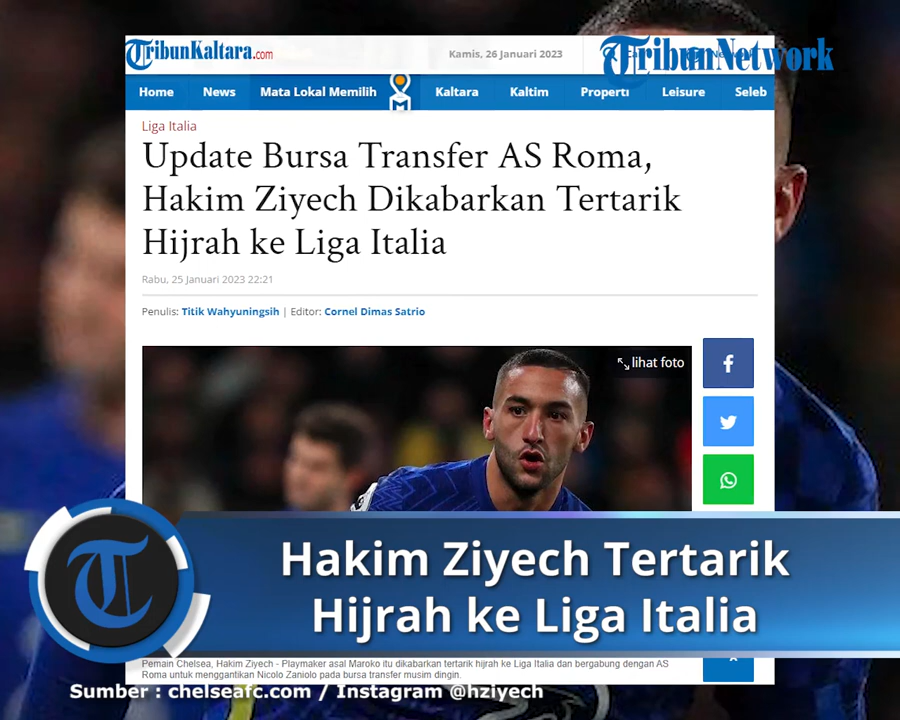 TribunKaltara.com
Kamis, 26 Januari 2023
TribunNetwork
Home News Mata Lokal Memilih Kaltara Kaltim Properti Leisure Seleb
Liga Italia
Update Bursa Transfer AS Roma,
Hakim Ziyech Dikabarkan Tertarik
Hijrah ke Liga Italia
Rabu, 25 Januari 2023 22:21
Penulis: Titik Wahyuningsih | Editor: Cornel Dimas Satrio
lihat foto
Hakim Ziyech Tertarik
Hijrah ke Liga Italia
Pemain Chelsea, Hakim Ziyech - Playmaker asal Maroko itu dikabarkan tertarik hijrah ke Liga Italia dan bergabung dengan AS
Roma untuk menggantikan Nicolo Zaniolo pada bursa transfer musim dingin.
Sumber : chelseafc.com / Instagram @hziyech